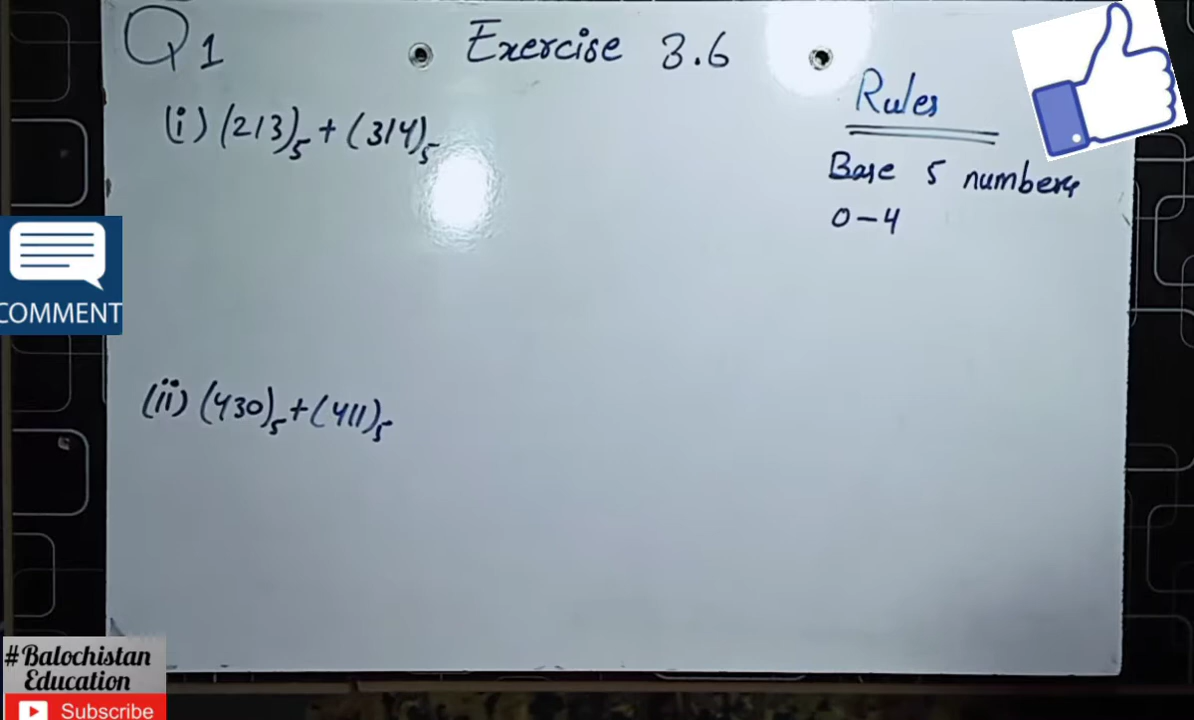 Q1
Exercise 3.6
(i) (213)5 + (314)5
Rules
Base 5 numbers
0-4
COMMENT
(ii) (430)5 + (411)5
#Balochistan
Education
Subscribe